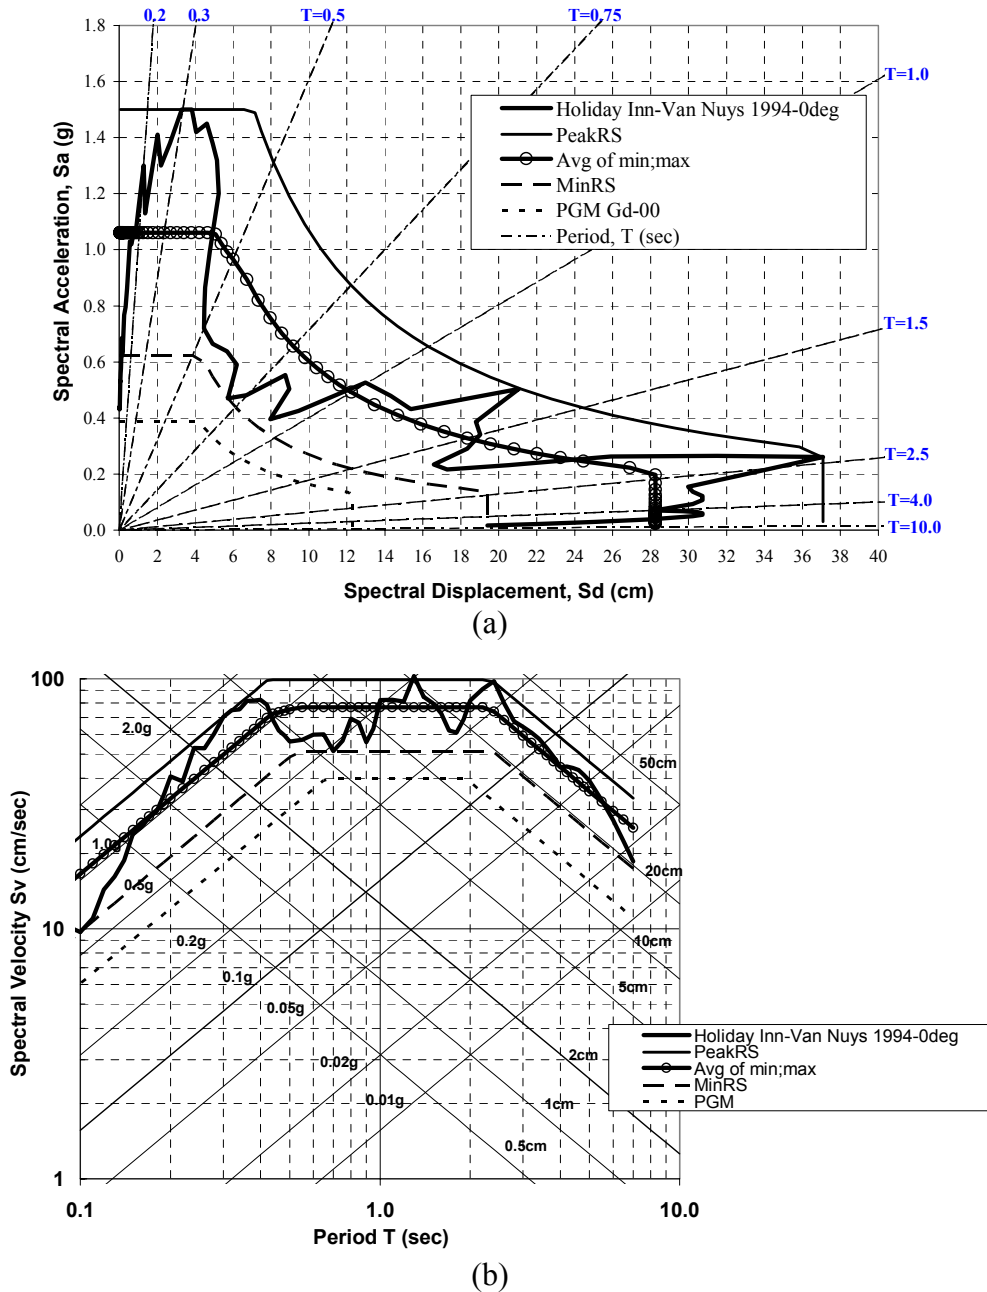 0.2 0.3 T=0.5 T=0.75
1.8
T=1.0
1.6
Holiday Inn-Van Nuys 1994-0deg
PeakRS
Avg of min;max
MinRS
PGM Gd-00
Period, T (sec)
1.4
1.2
1.0
0.8
T=1.5
0.6
0.4
T=2.5
0.2
T=4.0
0.0
T=10.0
Spectral Acceleration, Sa (g)
0 2 4 6 8 10 12 14 16 18 20 22 24 26 28 30 32 34 36 38 40
Spectral Displacement, Sd (cm)
(a)
100
2.0g
50cm
1.0g
0.5g
20cm
10
0.2g
10cm
0.1g
5cm
0.05g
Holiday Inn-Van Nuys 1994-0deg
PeakRS
Avg of min;max
MinRS
PGM
0.02g
2cm
0.01g
1cm
0.5cm
1
Spectral Velocity Sv (cm/sec)
0.1 1.0 10.0
Period T (sec)
(b)